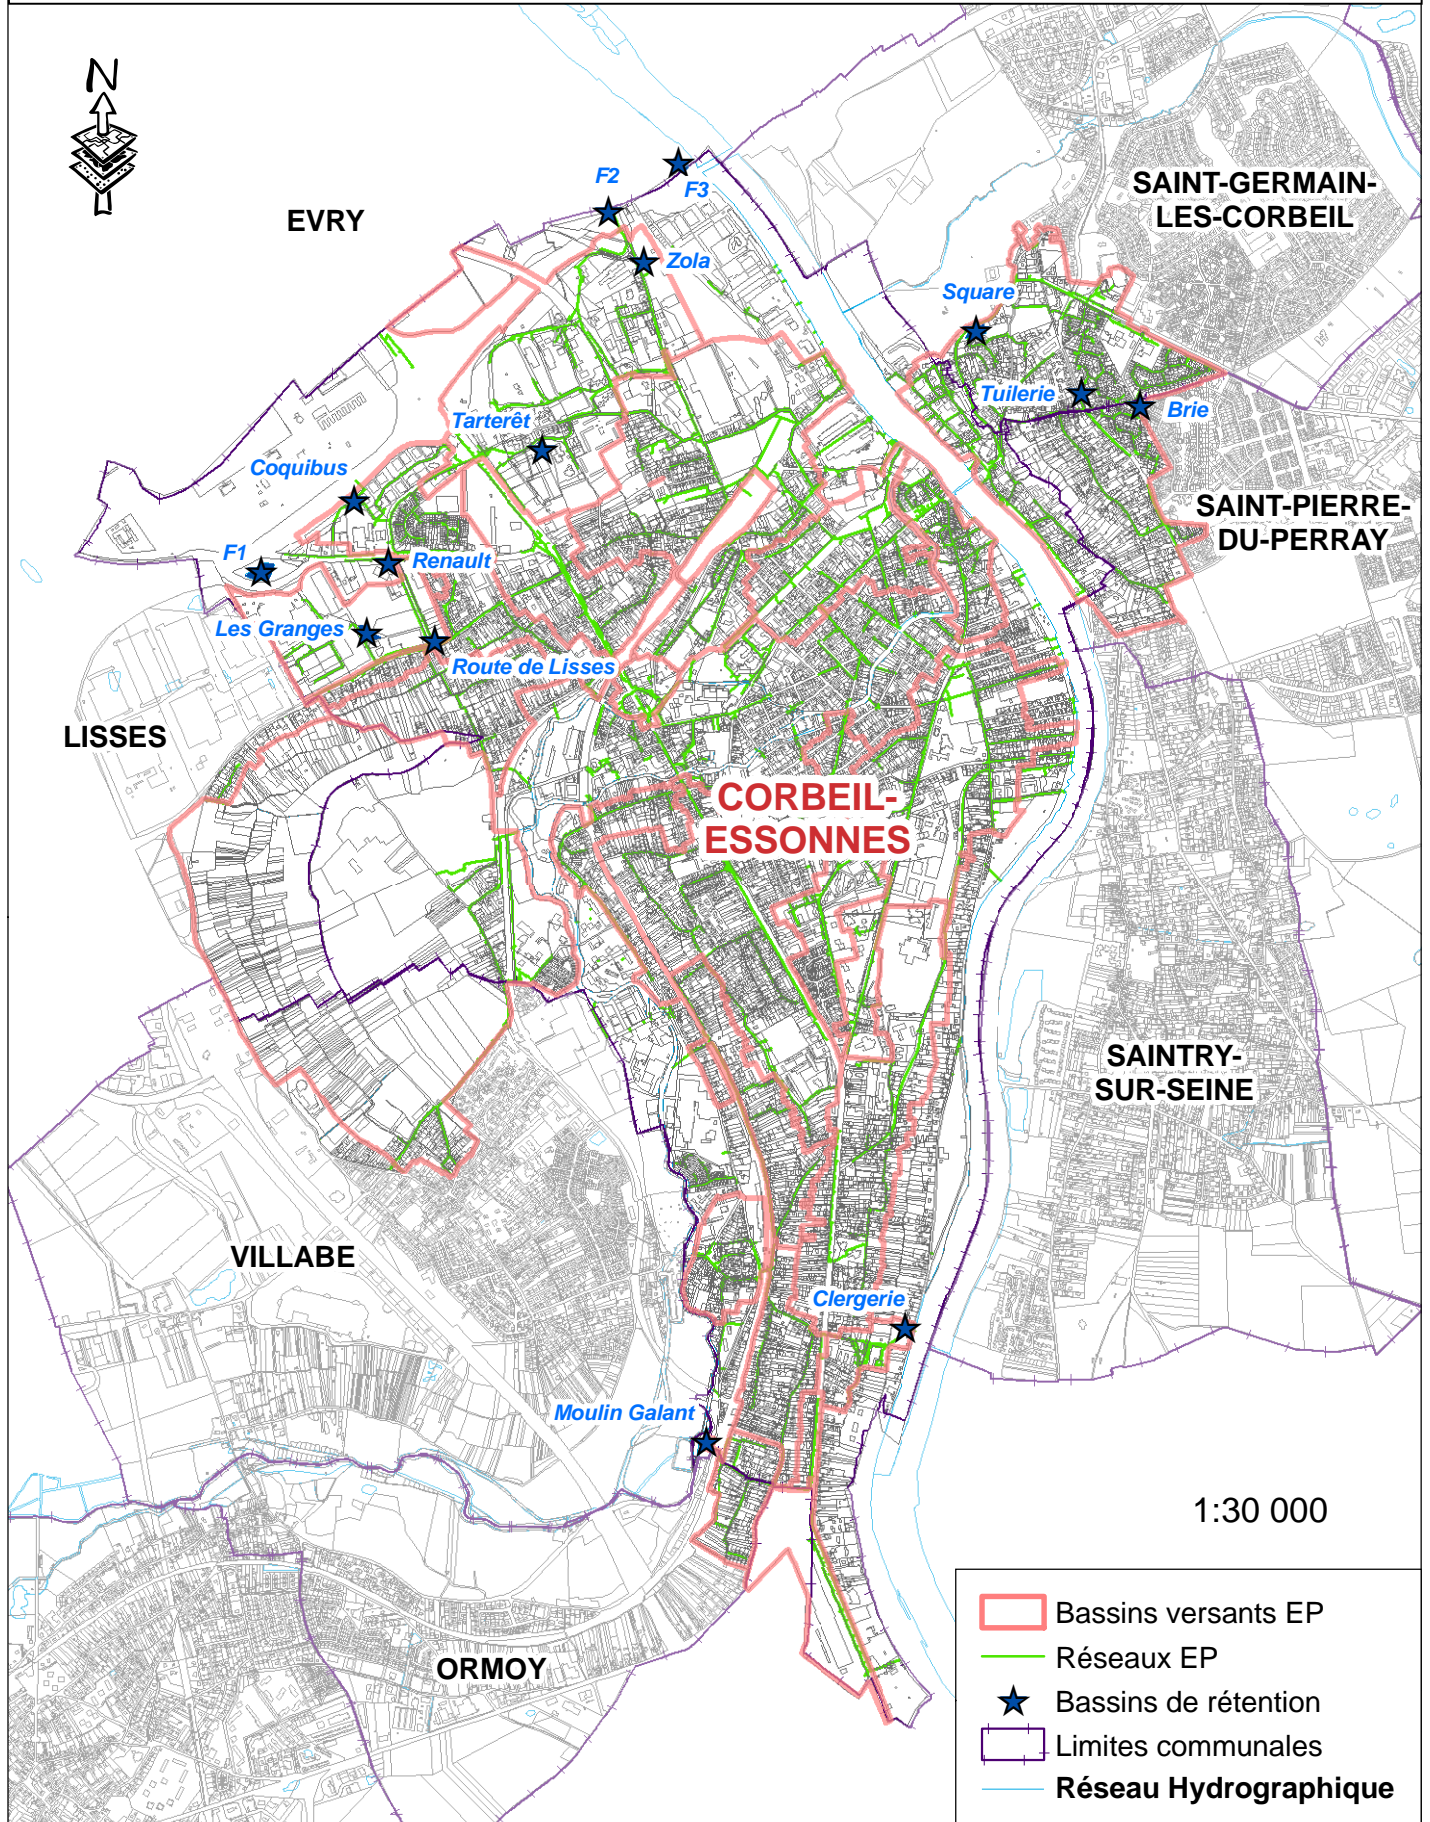 N
EVRY
F2
F3
Zola
SAINT-GERMAIN-
LES-CORBEIL
Square
Tuilerie
Brie
Tarterêt
Coquibus
F1
Renault
Les Granges
Route de Lisses
SAINT-PIERRE-
DU-PERRAY
LISSES
CORBEIL-
ESSONNES
SAINTRY-
SUR-SEINE
VILLABE
Clergerie
Moulin Galant
ORMOY
1:30 000
Bassins versants EP
Réseaux EP
Bassins de rétention
Limites communales
Réseau Hydrographique